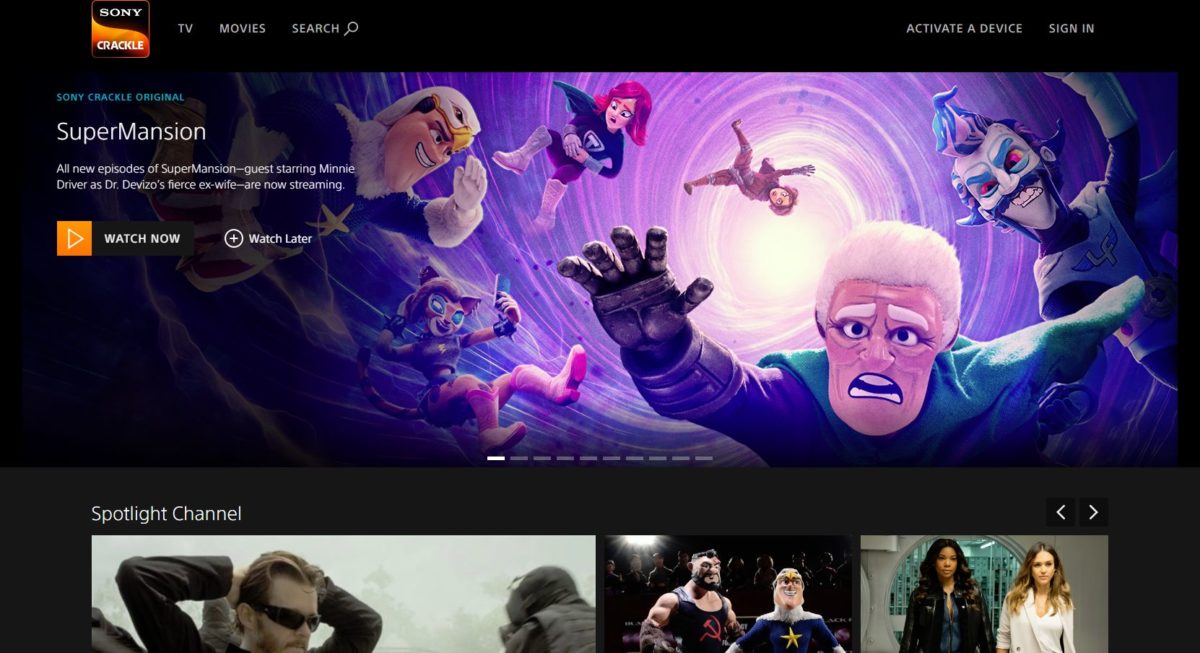 SONY
CRACKLE
TV MOVIES SEARCH
ACTIVATE A DEVICE SIGN IN
SONY CRACKLE ORIGINAL
SuperMansion
All new episodes of SuperMansion—guest starring Minnie
Driver as Dr. Devizo’s fierce ex-wife—are now streaming.
WATCH NOW
Watch Later
Spotlight Channel